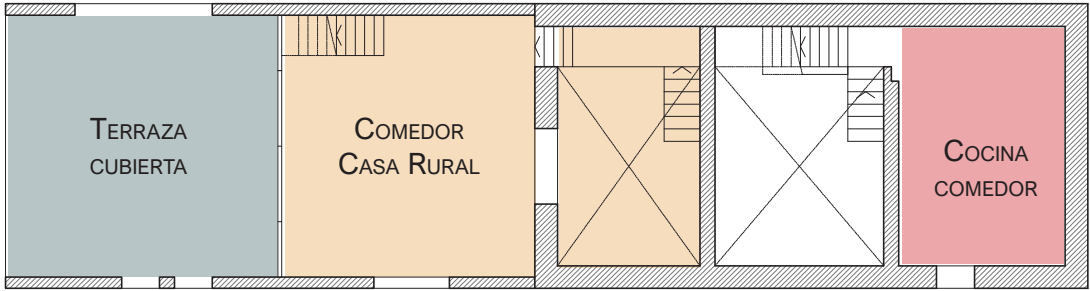 Terraza
cubierta
Comedor
Casa Rural
Cocina
comedor